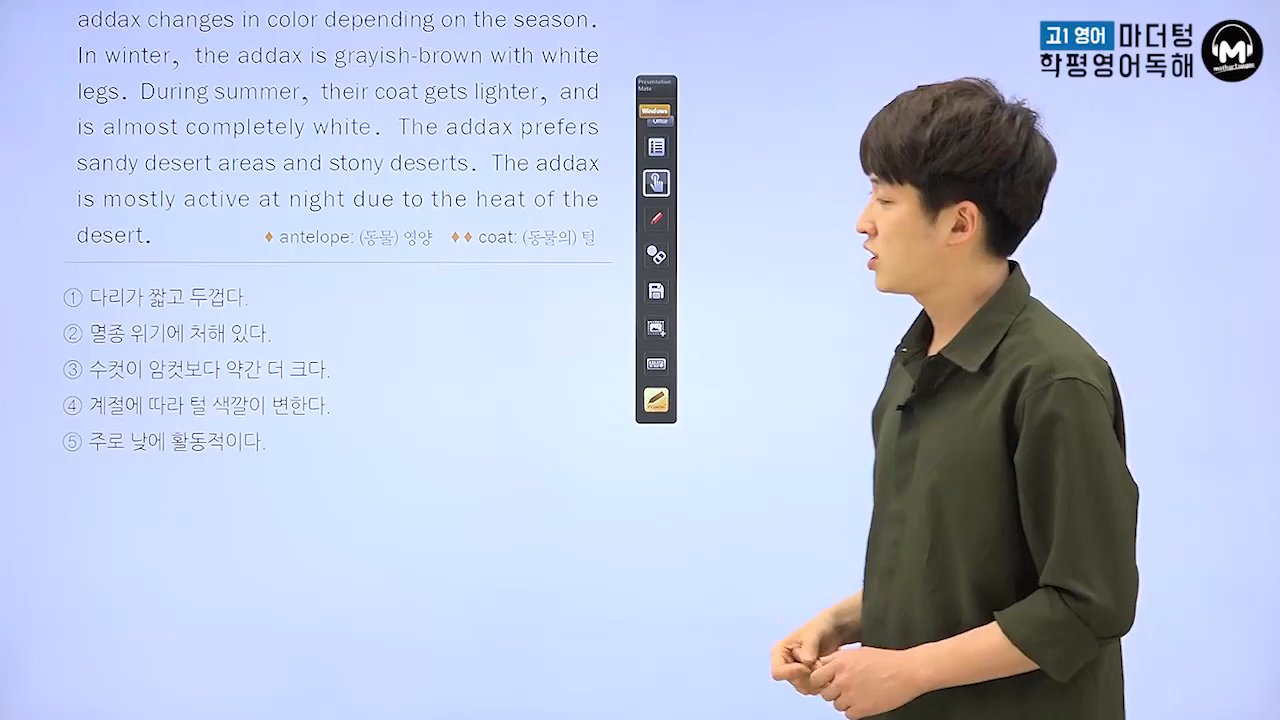 addax changes in color depending on the season.
In winter, the addax is greyish-brown with white
legs. During summer, their coat gets lighter, and
is almost completely white. The addax prefers
sandy desert areas and stony deserts. The addax
is mostly active at night due to the heat of the
desert.
♦ antelope: (동물) 영양 ♦♦ coat: (동물의) 털
① 다리가 짧고 두껍다.
② 멸종 위기에 처해 있다.
③ 수컷이 암컷보다 약간 더 크다.
④ 계절에 따라 털 색깔이 변한다.
⑤ 주로 낮에 활동적이다.
Presentation
Mate
Windows
고1 영어 마더텅
학평영어독해
M